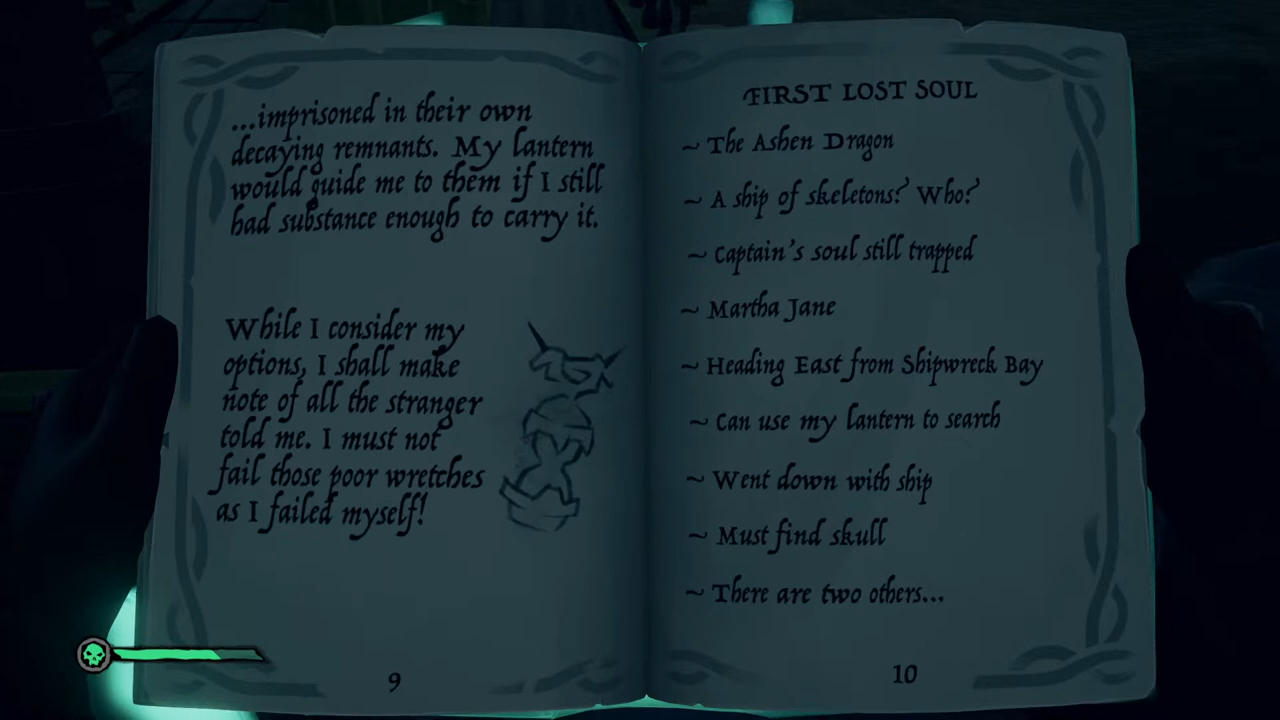 ...imprisoned in their own
decaying remnants. My lantern
would guide me to them if I still
had substance enough to carry it.
While I consider my
options, I shall make
note of all the stranger
told me. I must not
fail those poor wretches
as I failed myself!
9
FIRST LOST SOUL
~ The Ashen Dragon
~ A ship of skeletons? Who?
~ Captain's soul still trapped
~ Martha Jane
~ Heading East from Shipwreck Bay
~ Can use my lantern to search
~ Went down with ship
~ Must find skull
~ There are two others...
10